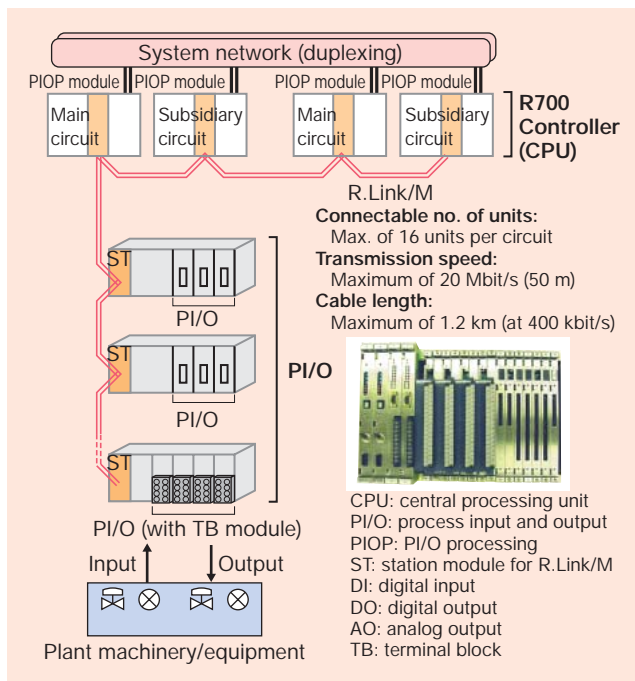 System network (duplexing)
PIOP module PIOP module PIOP module PIOP module
Main circuit
Subsidiary circuit
Main circuit
Subsidiary circuit
R700
Controller
(CPU)
R.Link/M
Connectable no. of units:
Max. of 16 units per circuit
Transmission speed:
Maximum of 20 Mbit/s (50 m)
Cable length:
Maximum of 1.2 km (at 400 kbit/s)
ST
PI/O
ST
PI/O
ST
PI/O (with TB module)
PI/O
Input
Output
Plant machinery/equipment
CPU: central processing unit
PI/O: process input and output
PIOP: PI/O processing
ST: station module for R.Link/M
DI: digital input
DO: digital output
AO: analog output
TB: terminal block